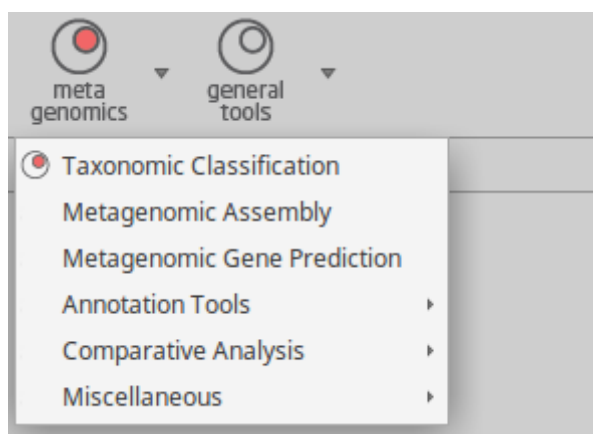 meta
genomics
general
tools
Taxonomic Classification
Metagenomic Assembly
Metagenomic Gene Prediction
Annotation Tools
Comparative Analysis
Miscellaneous